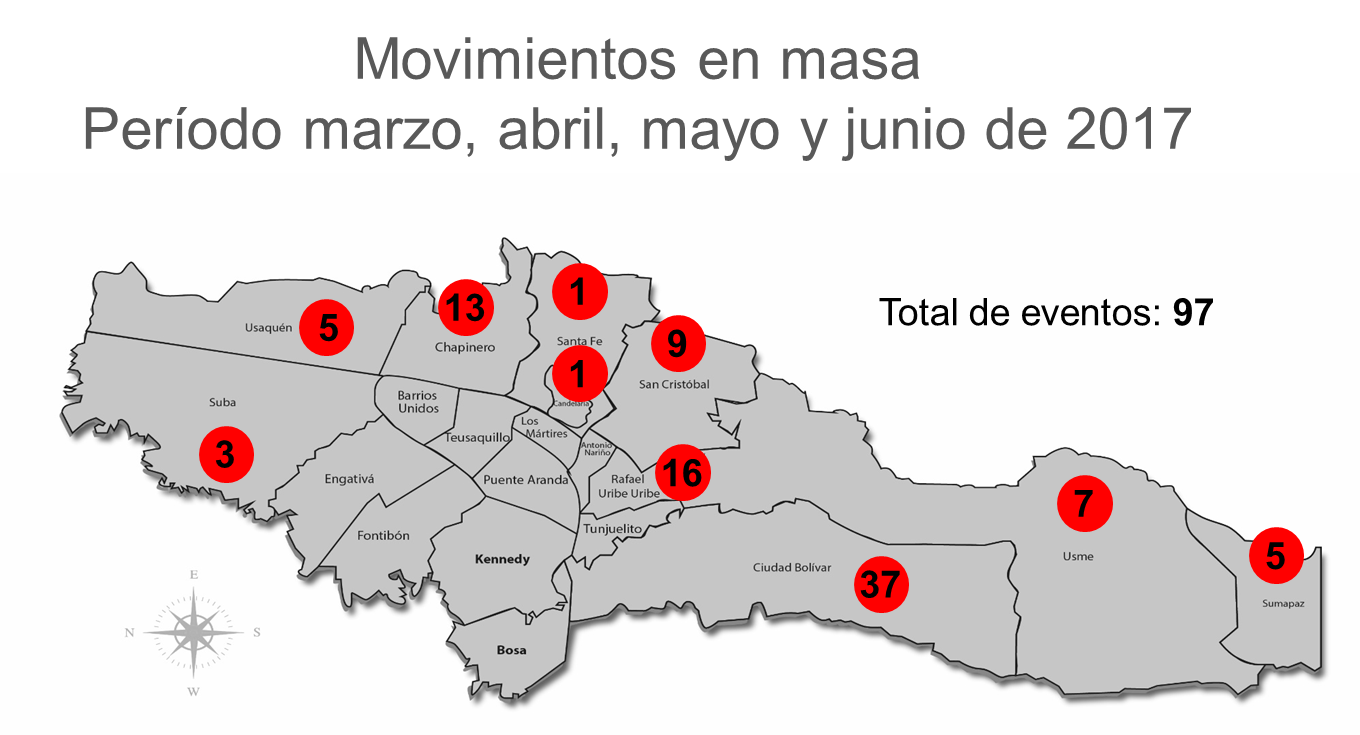 Movimientos en masa
Período marzo, abril, mayo y junio de 2017
Total de eventos: 97
Usaquén
5
13
Chapinero
1
Santa Fe
1
Candelaria
9
San Cristóbal
Suba
3
Barrios
Unidos
Teusaquillo
Los
Mártires
Antonio
Nariño
Engativá
Puente Aranda
Rafael
Uribe Uribe
16
Fontibón
Tunjuelito
Kennedy
Bosa
Ciudad Bolívar
37
7
Usme
5
Sumapaz
E
N
S
W